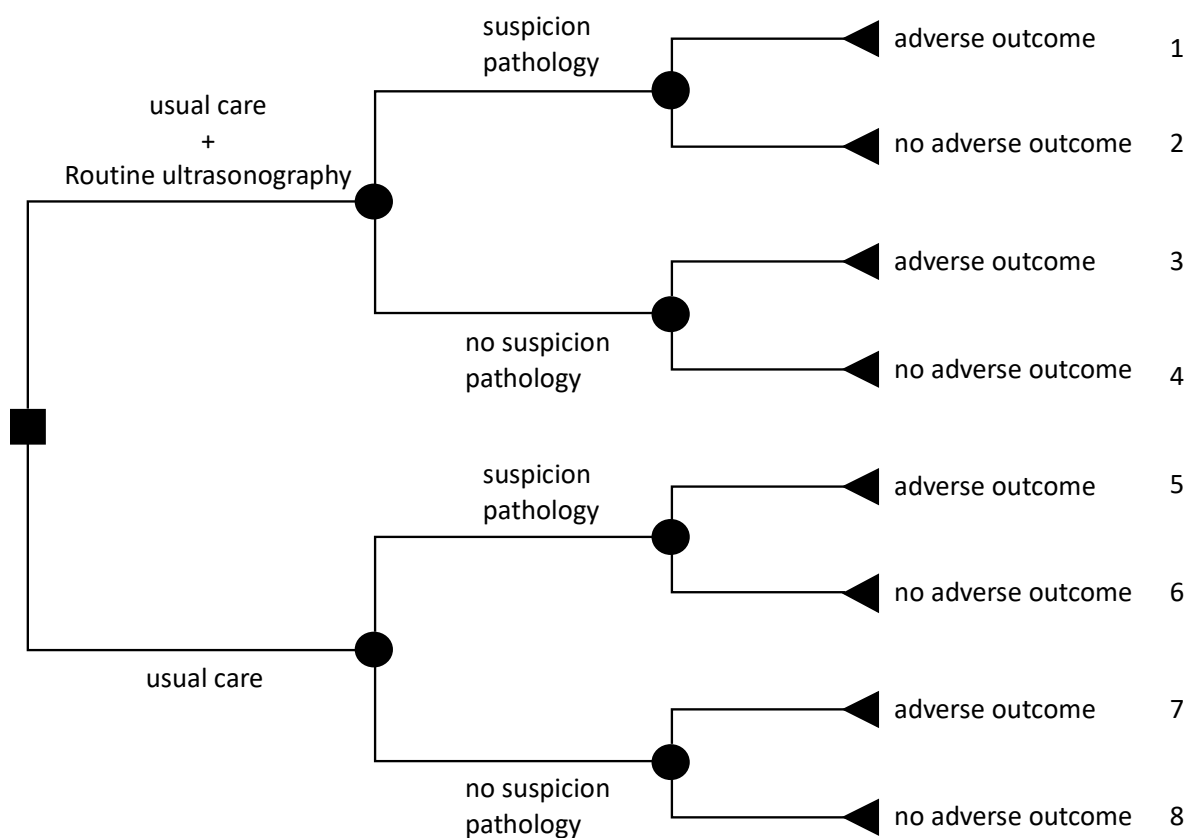 suspicion
pathology
adverse outcome 1
usual care
+
Routine ultrasonography
no adverse outcome 2
adverse outcome 3
no suspicion
pathology
no adverse outcome 4
suspicion
pathology
adverse outcome 5
no adverse outcome 6
usual care
adverse outcome 7
no suspicion
pathology
no adverse outcome 8